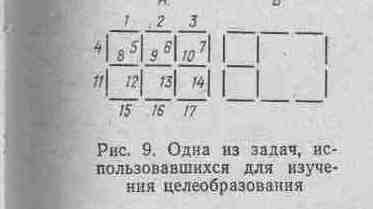 1 2 3
4 5 6 7
8 9 10
11 12 13 14
15 16 17
Рис. 9. Одна из задач, ис-
пользовавшихся для изуче-
ния целеобразования